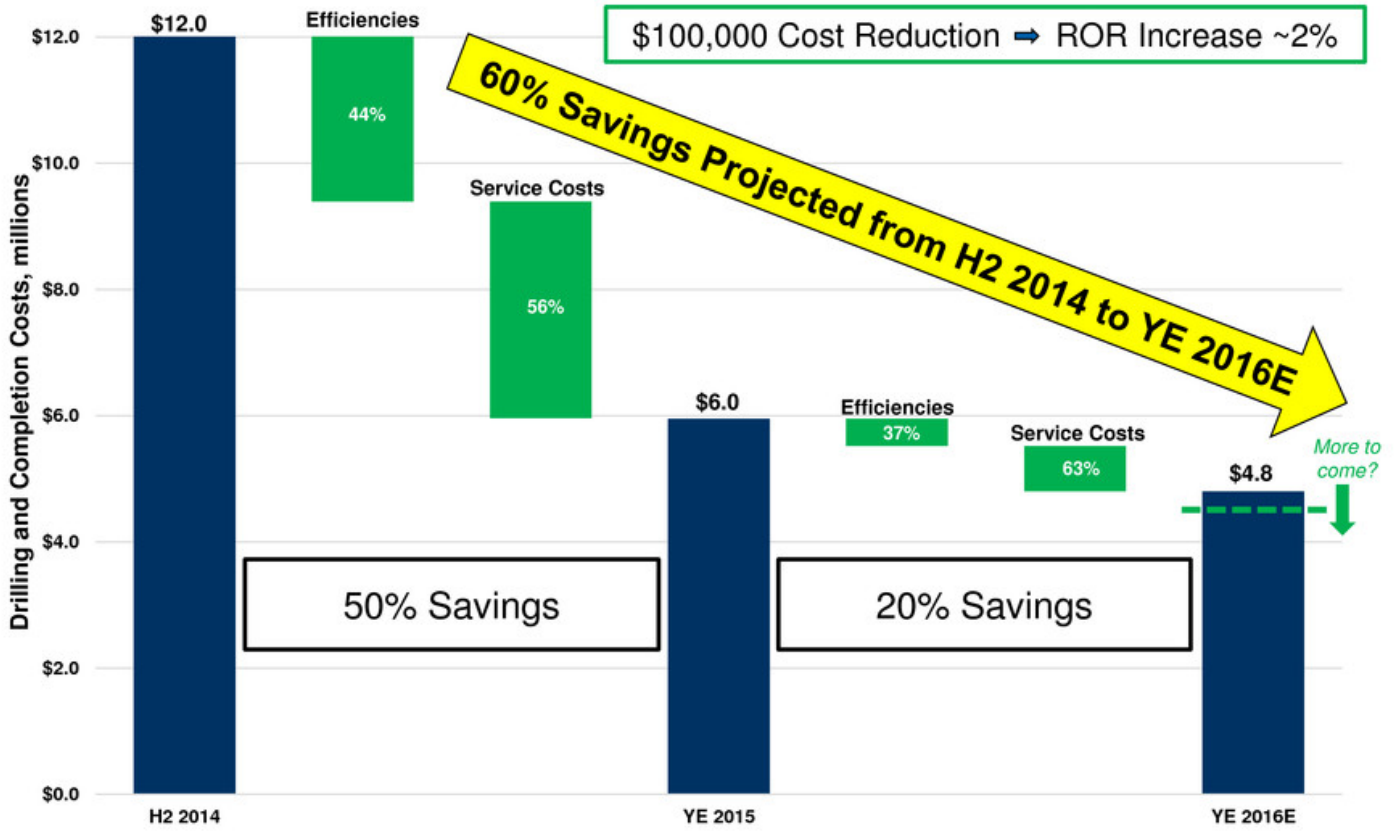 $100,000 Cost Reduction ➡ ROR Increase ~2%
60% Savings Projected from H2 2014 to YE 2016E
Drilling and Completion Costs, millions
$12.0
$10.0
$8.0
$6.0
$4.0
$2.0
$0.0
$12.0
Efficiencies
44%
Service Costs
56%
$6.0
Efficiencies
37%
Service Costs
63%
$4.8
More to
come?
50% Savings
20% Savings
H2 2014
YE 2015
YE 2016E